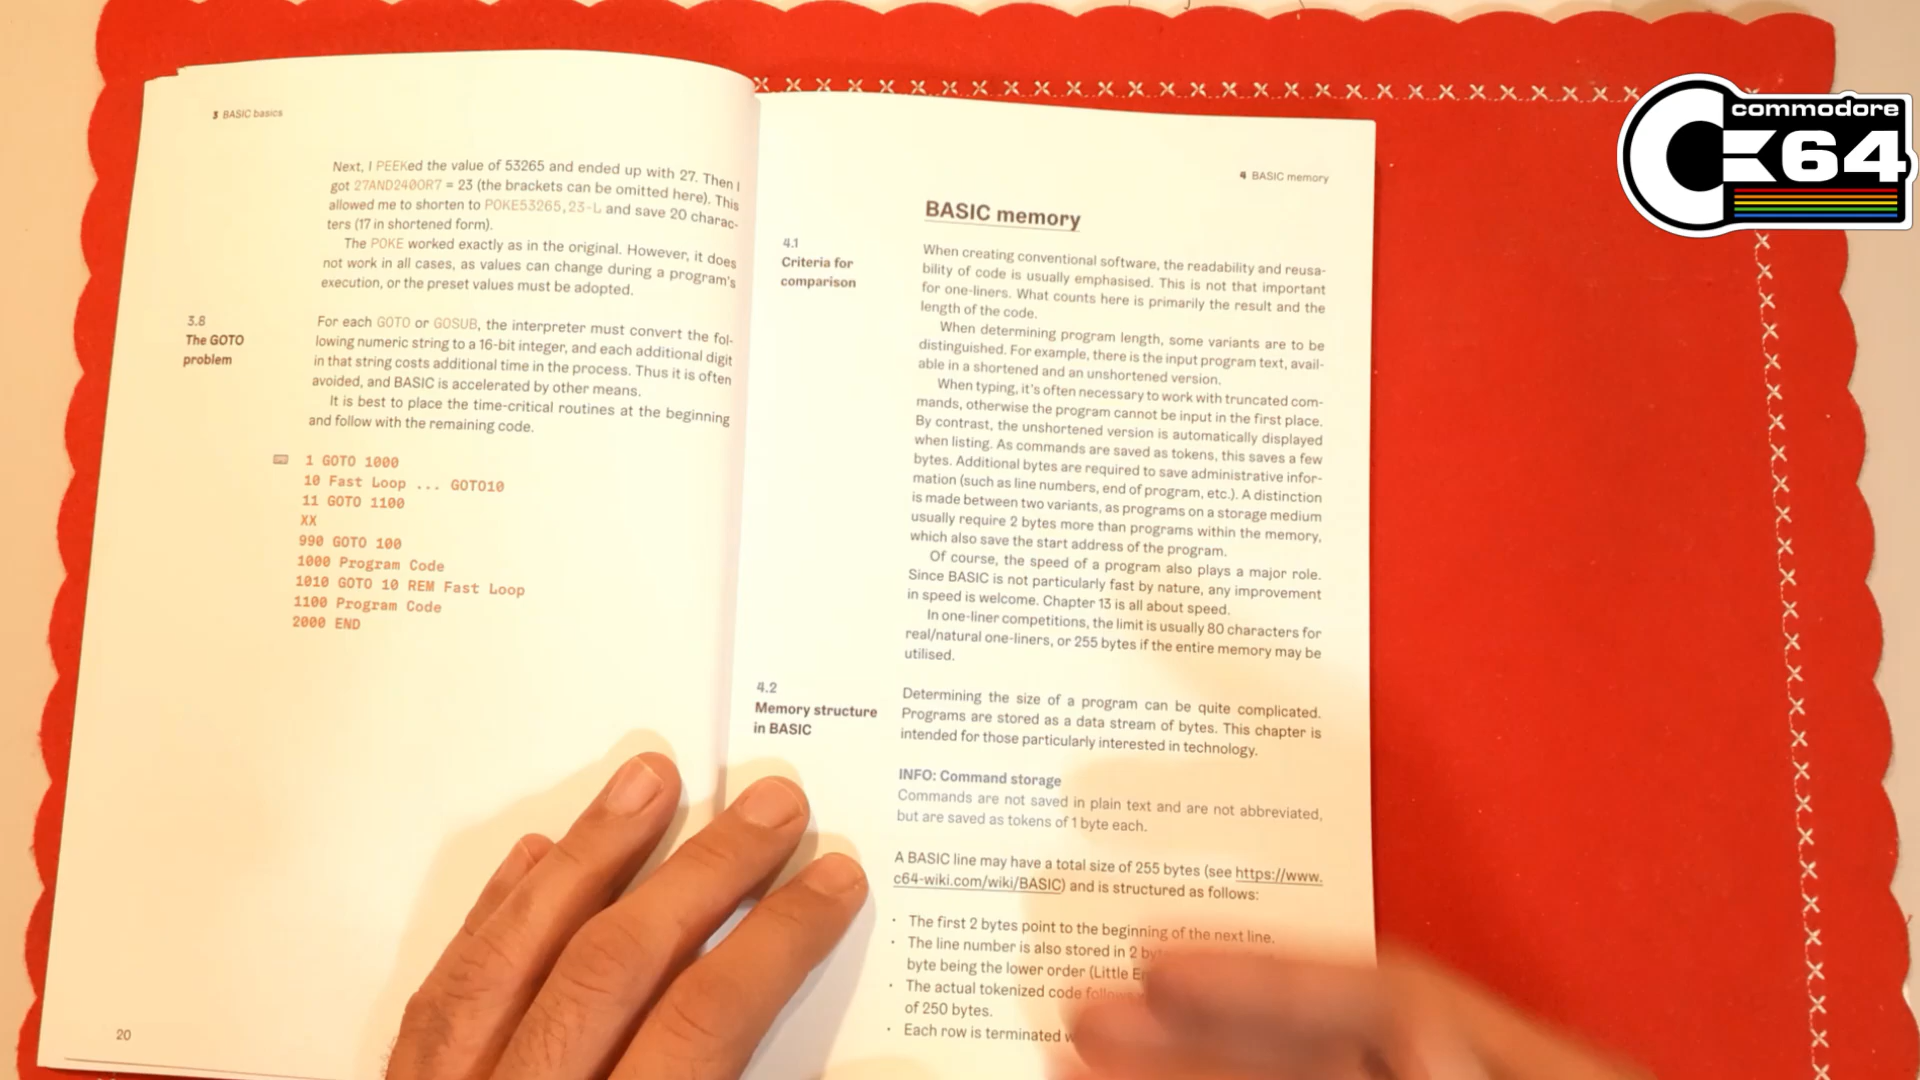 3 BASIC basics
Next, I PEEKed the value of 53265 and ended up with 27. Then I
got 27AND240OR7 = 23 (the brackets can be omitted here). This
allowed me to shorten to POKE53265,23-L and save 20 charac-
ters (17 in shortened form).
The POKE worked exactly as in the original. However, it does
not work in all cases, as values can change during a program's
execution, or the preset values must be adopted.
3.8
The GOTO
problem
For each GOTO or GOSUB, the interpreter must convert the fol-
lowing numeric string to a 16-bit integer, and each additional digit
in that string costs additional time in the process. Thus it is often
avoided, and BASIC is accelerated by other means.
It is best to place the time-critical routines at the beginning
and follow with the remaining code.
1 GOTO 1000
10 Fast Loop ... GOTO10
11 GOTO 1100
XX
990 GOTO 100
1000 Program Code
1010 GOTO 10 REM Fast Loop
1100 Program Code
2000 END
20
4 BASIC memory
BASIC memory
4.1
Criteria for
comparison
When creating conventional software, the readability and reusa-
bility of code is usually emphasised. This is not that important
for one-liners. What counts here is primarily the result and the
length of the code.
When determining program length, some variants are to be
distinguished. For example, there is the input program text, avail-
able in a shortened and an unshortened version.
When typing, it's often necessary to work with truncated com-
mands, otherwise the program cannot be input in the first place.
By contrast, the unshortened version is automatically displayed
when listing. As commands are saved as tokens, this saves a few
bytes. Additional bytes are required to save administrative infor-
mation (such as line numbers, end of program, etc.). A distinction
is made between two variants, as programs on a storage medium
usually require 2 bytes more than programs within the memory,
which also save the start address of the program.
Of course, the speed of a program also plays a major role.
Since BASIC is not particularly fast by nature, any improvement
in speed is welcome. Chapter 13 is all about speed.
In one-liner competitions, the limit is usually 80 characters for
real/natural one-liners, or 255 bytes if the entire memory may be
utilised.
4.2
Memory structure
in BASIC
Determining the size of a program can be quite complicated.
Programs are stored as a data stream of bytes. This chapter is
intended for those particularly interested in technology.
INFO: Command storage
Commands are not saved in plain text and are not abbreviated,
but are saved as tokens of 1 byte each.
A BASIC line may have a total size of 255 bytes (see https://www.
c64-wiki.com/wiki/BASIC) and is structured as follows:
· The first 2 bytes point to the beginning of the next line.
· The line number is also stored in 2
byte being the lower order (Little
· The actual tokenized code
of 250 bytes.
· Each row is terminated
commodore
64